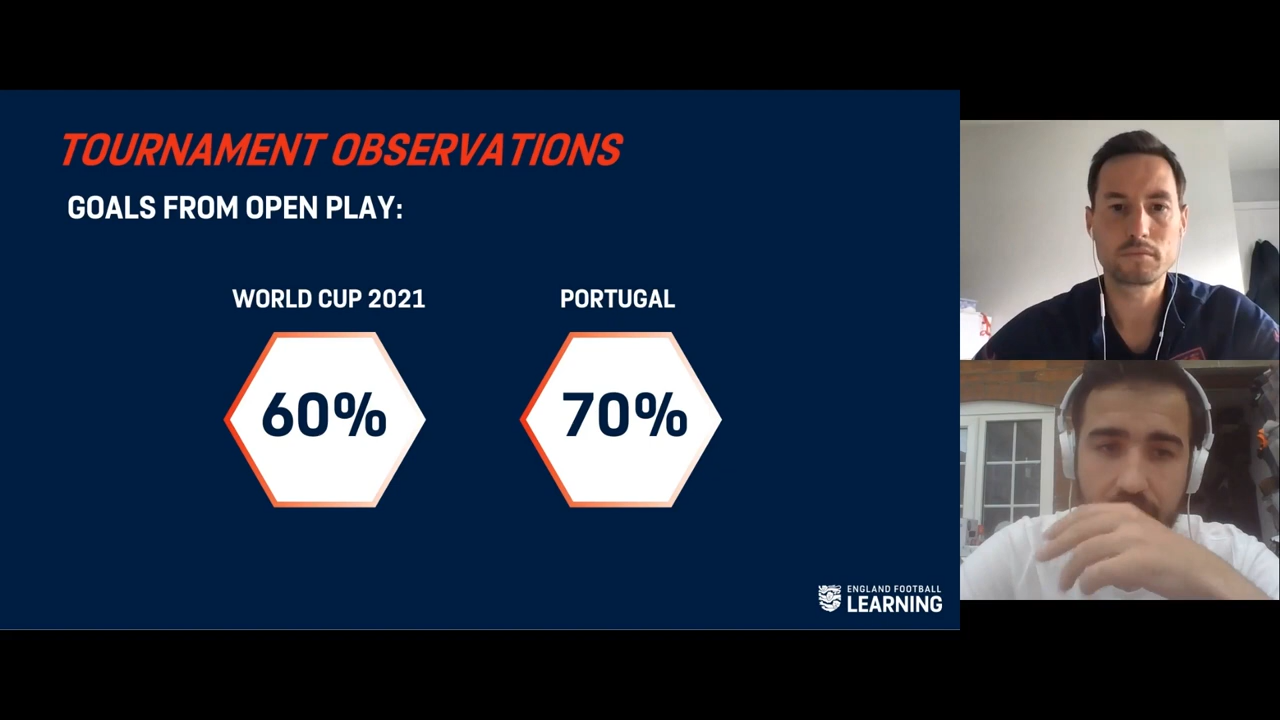 TOURNAMENT OBSERVATIONS
GOALS FROM OPEN PLAY:
WORLD CUP 2021
PORTUGAL
60%
70%
ENGLAND FOOTBALL
LEARNING